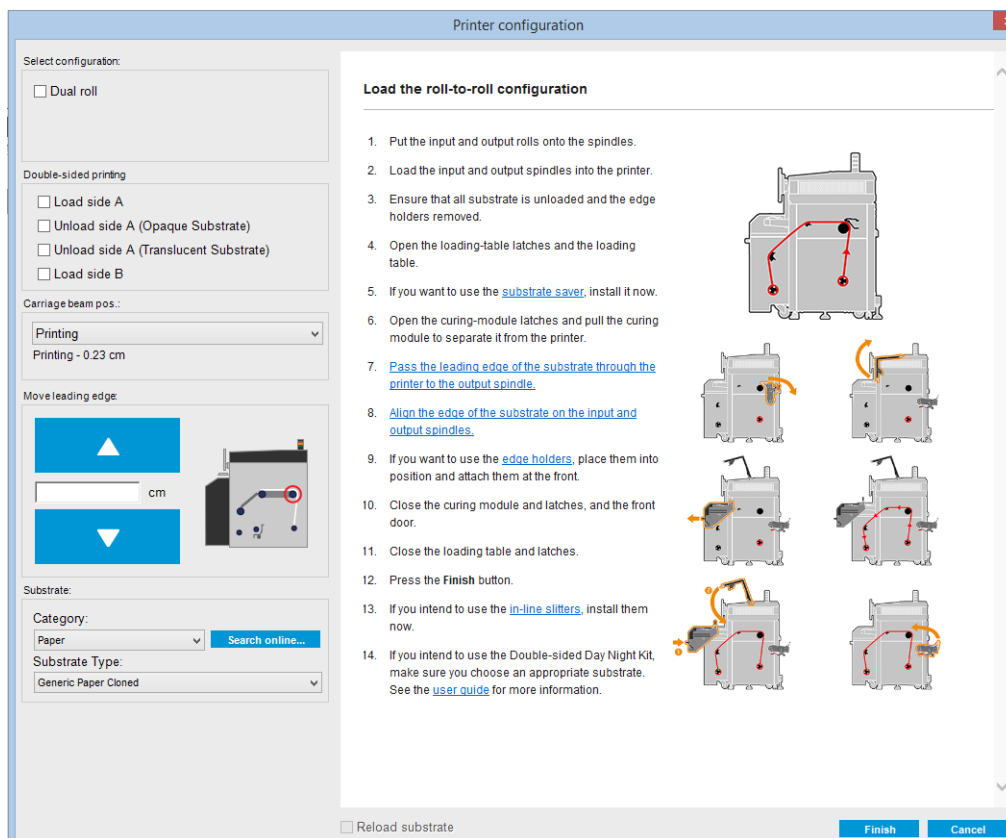 Printer configuration
Select configuration:
Dual roll
Double-sided printing
Load side A
Unload side A (Opaque Substrate)
Unload side A (Translucent Substrate)
Load side B
Carriage beam pos.:
Printing
Printing - 0.23 cm
Move leading edge:
cm
Substrate:
Category:
Paper
Search online...
Substrate Type:
Generic Paper Cloned
Load the roll-to-roll configuration
1. Put the input and output rolls onto the spindles.
2. Load the input and output spindles into the printer.
3. Ensure that all substrate is unloaded and the edge
holders removed.
4. Open the loading-table latches and the loading
table.
5. If you want to use the substrate saver, install it now.
6. Open the curing-module latches and pull the curing
module to separate it from the printer.
7. Pass the leading edge of the substrate through the
printer to the output spindle.
8. Align the edge of the substrate on the input and
output spindles.
9. If you want to use the edge holders, place them into
position and attach them at the front.
10. Close the curing module and latches, and the front
door.
11. Close the loading table and latches.
12. Press the Finish button.
13. If you intend to use the in-line slitters, install them
now.
14. If you intend to use the Double-sided Day Night Kit,
make sure you choose an appropriate substrate.
See the user guide for more information.
Reload substrate
Finish
Cancel